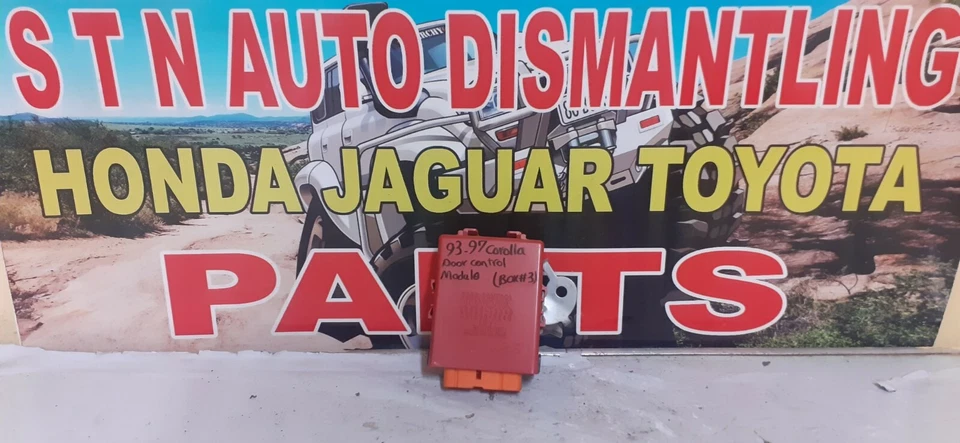 S T N AUTO DISMANTLING
HONDA JAGUAR TOYOTA
PARTS
93-97 Corolla
Door control
Module (BOX#3)